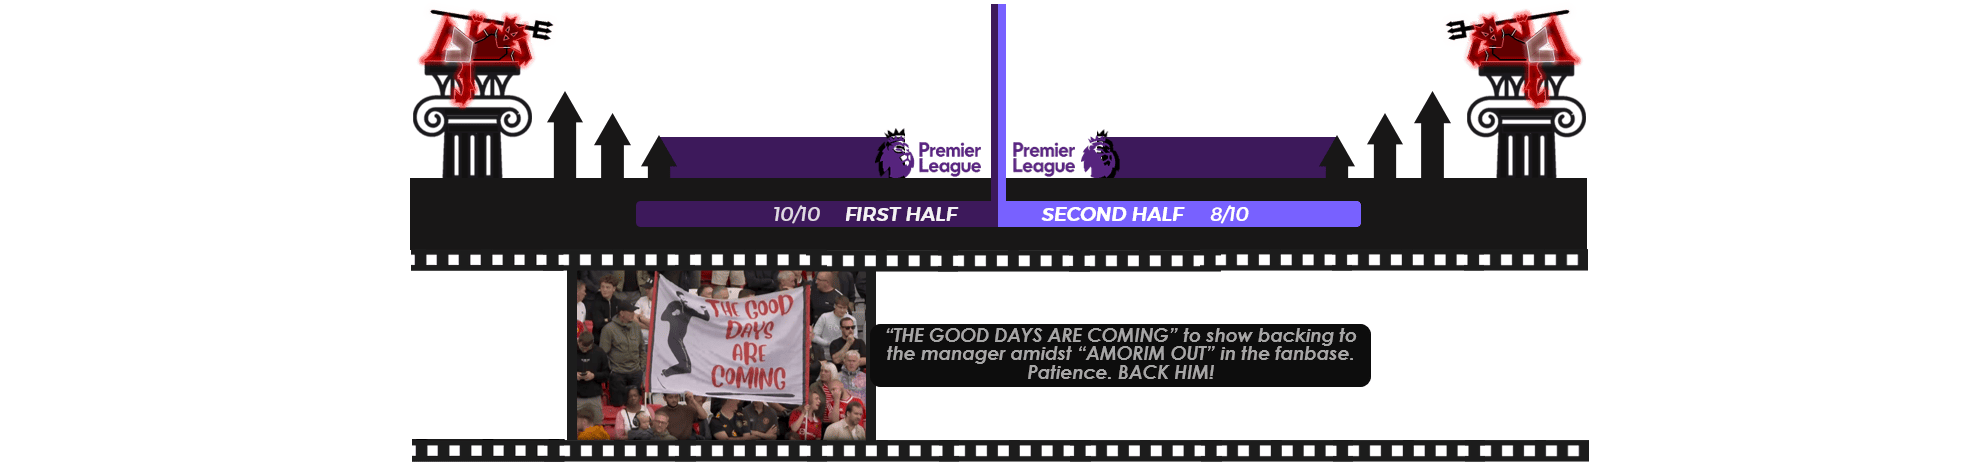 Premier
League
Premier
League
10/10 FIRST HALF
SECOND HALF 8/10
THE GOOD
DAYS
ARE
COMING
“THE GOOD DAYS ARE COMING” to show backing to
the manager amidst “AMORIM OUT” in the fanbase.
Patience. BACK HIM!